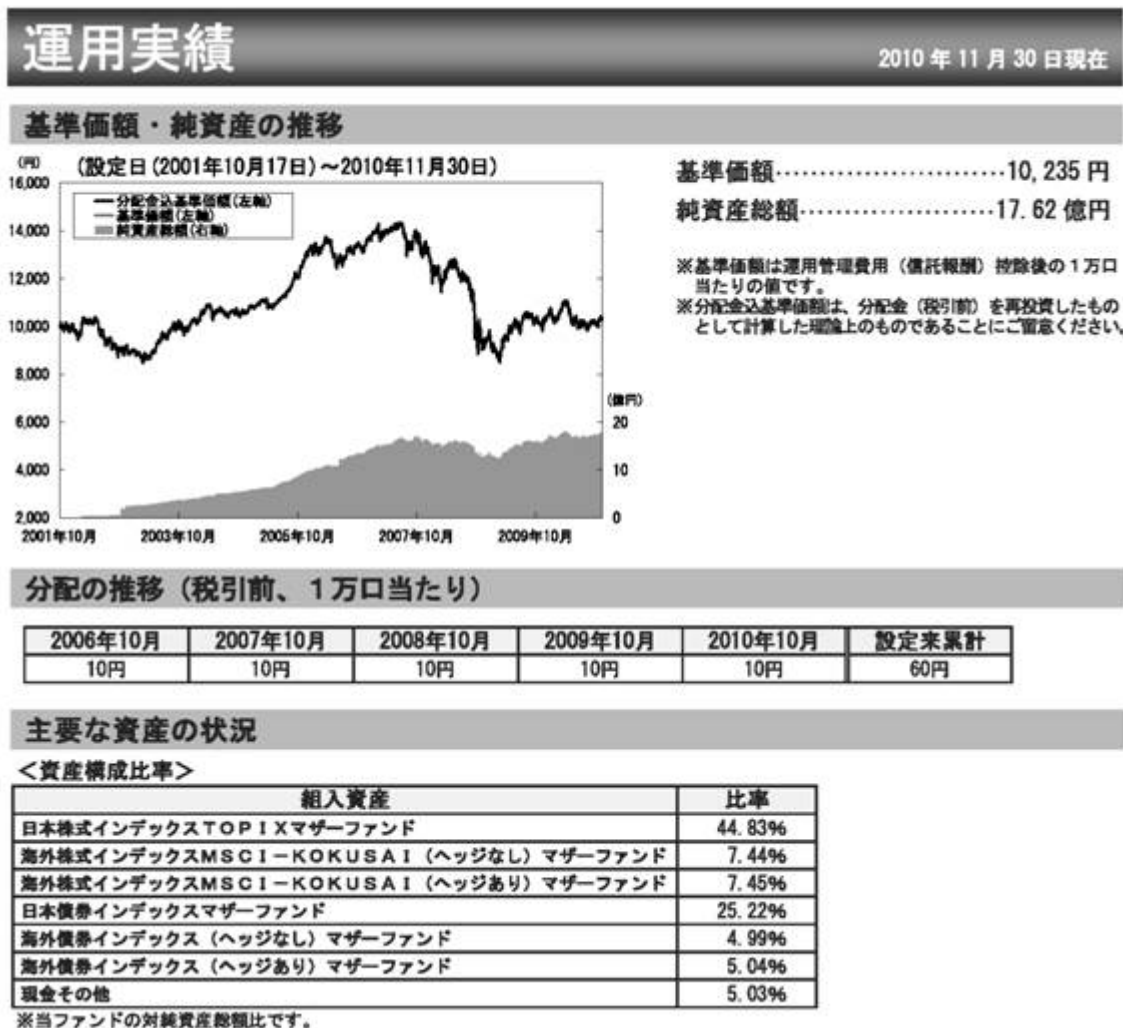 運用実績
2010年11月30日現在
基準価額・純資産の推移
(円)
(設定日(2001年10月17日)～2010年11月30日)
16,000
14,000
12,000
10,000
8,000
6,000
4,000
2,000
分配金込基準価額(左軸)
基準価額(左軸)
純資産総額(右軸)
(億円)
20
10
0
2001年10月
2003年10月
2005年10月
2007年10月
2009年10月
基準価額……………………10,235円
純資産総額…………………17.62億円
※基準価額は運用管理費用（信託報酬）控除後の１万口
当たりの値です。
※分配金込基準価額は、分配金（税引前）を再投資したもの
として計算した理論上のものであることにご留意ください。
分配の推移（税引前、１万口当たり）
2006年10月 2007年10月 2008年10月 2009年10月 2010年10月 設定来累計
10円 10円 10円 10円 10円 60円
主要な資産の状況
＜資産構成比率＞
組入資産 比率
日本株式インデックスＴＯＰＩＸマザーファンド 44.83%
海外株式インデックスＭＳＣＩ－ＫＯＫＵＳＡＩ（ヘッジなし）マザーファンド 7.44%
海外株式インデックスＭＳＣＩ－ＫＯＫＵＳＡＩ（ヘッジあり）マザーファンド 7.45%
日本債券インデックスマザーファンド 25.22%
海外債券インデックス（ヘッジなし）マザーファンド 4.99%
海外債券インデックス（ヘッジあり）マザーファンド 5.04%
現金その他 5.03%
※当ファンドの対純資産総額比です。